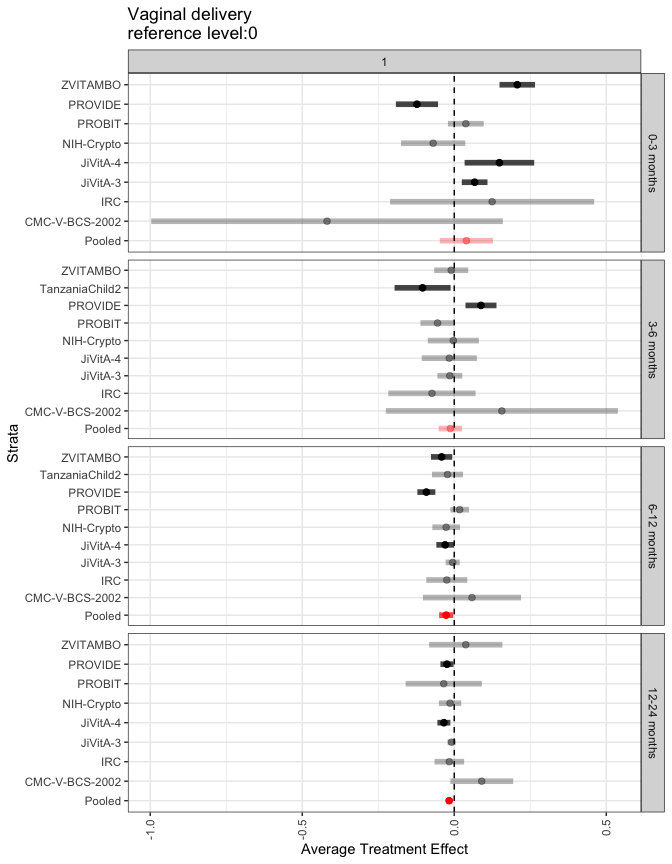 Vaginal delivery
reference level:0
1
ZVITAMBO
PROVIDE
PROBIT
NIH-Crypto
JiVitA-4
JiVitA-3
IRC
CMC-V-BCS-2002
Pooled
0-3 months
ZVITAMBO
TanzaniaChild2
PROVIDE
PROBIT
NIH-Crypto
JiVitA-4
JiVitA-3
IRC
CMC-V-BCS-2002
Pooled
3-6 months
ZVITAMBO
TanzaniaChild2
PROVIDE
PROBIT
NIH-Crypto
JiVitA-4
JiVitA-3
IRC
CMC-V-BCS-2002
Pooled
6-12 months
ZVITAMBO
PROVIDE
PROBIT
NIH-Crypto
JiVitA-4
JiVitA-3
IRC
CMC-V-BCS-2002
Pooled
12-24 months
Strata
-1.0
-0.5
0.0
0.5
Average Treatment Effect